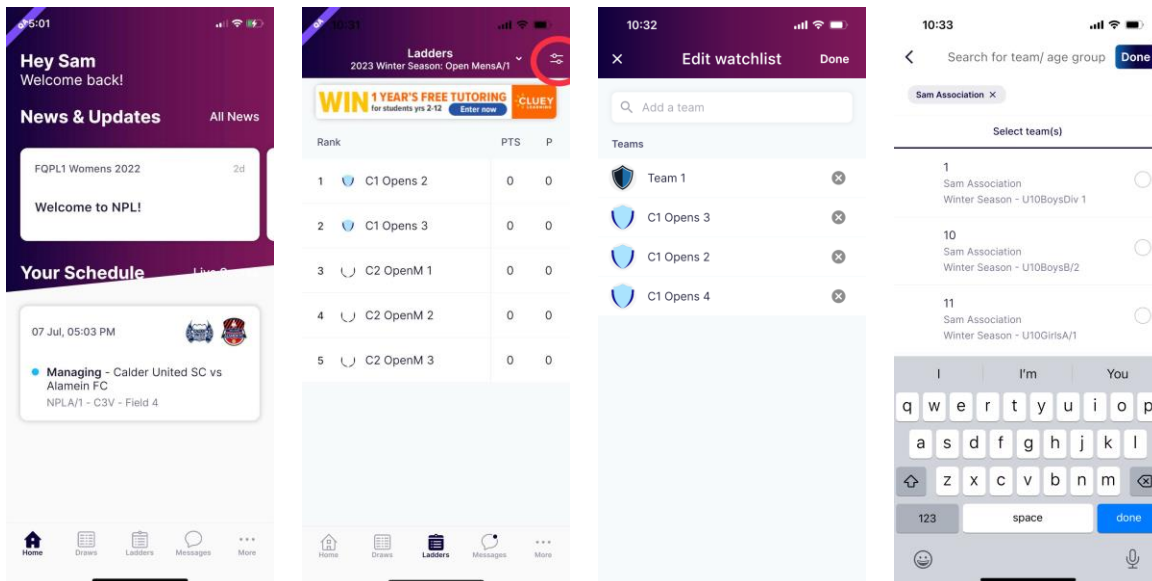 5:01
Hey Sam
Welcome back!
News & Updates
All News
FQPL1 Womens 2022
2d
Welcome to NPL!
Your Schedule
07 Jul, 05:03 PM
Managing - Calder United SC vs
Alamein FC
NPLA/1 - C3V - Field 4
Home
Draws
Ladders
Messages
More
10:31
Ladders
2023 Winter Season: Open MensA/1
WIN 1 YEAR'S FREE TUTORING
for students yrs 2-12
Enter now
CLUEY
LEARNING
Rank PTS P
1 C1 Opens 2 0 0
2 C1 Opens 3 0 0
3 C2 OpenM 1 0 0
4 C2 OpenM 2 0 0
5 C2 OpenM 3 0 0
Home
Draws
Ladders
Messages
More
10:32
Edit watchlist
Done
Add a team
Teams
Team 1
C1 Opens 3
C1 Opens 2
C1 Opens 4
10:33
Search for team/ age group
Done
Sam Association
Select team(s)
1
Sam Association
Winter Season - U10BoysDiv 1
10
Sam Association
Winter Season - U10BoysB/2
11
Sam Association
Winter Season - U10GirlsA/1
I I'm You
q w e r t y u i o p
a s d f g h j k l
z x c v b n m
123 space done